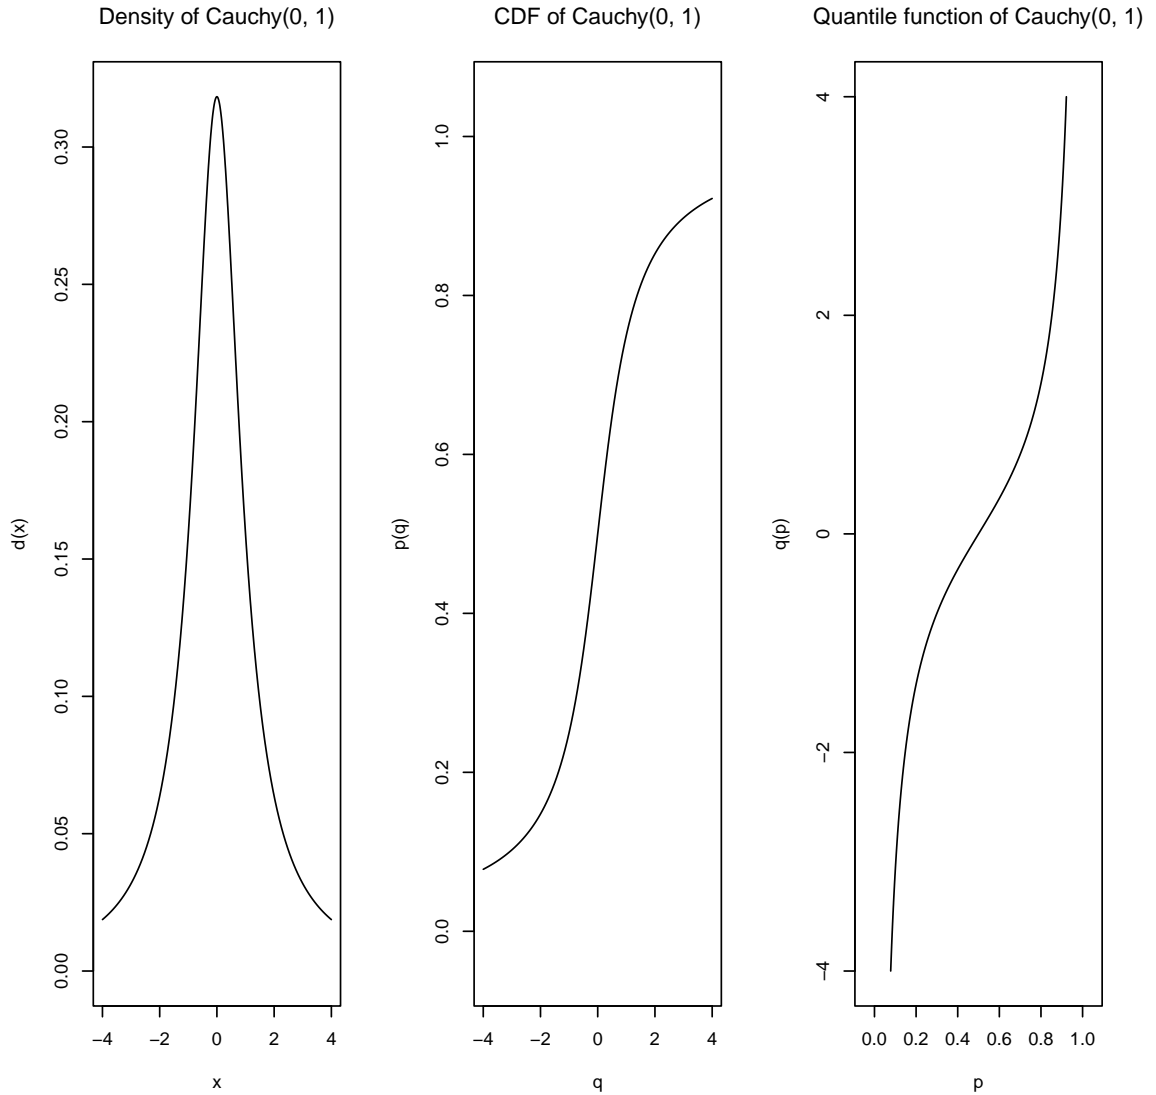 Density of Cauchy(0, 1)
d(x)
0.00
0.05
0.10
0.15
0.20
0.25
0.30
−4 −2 0 2 4
x
CDF of Cauchy(0, 1)
p(q)
0.0
0.2
0.4
0.6
0.8
1.0
−4 −2 0 2 4
q
Quantile function of Cauchy(0, 1)
q(p)
−4
−2
0
2
4
0.0 0.2 0.4 0.6 0.8 1.0
p